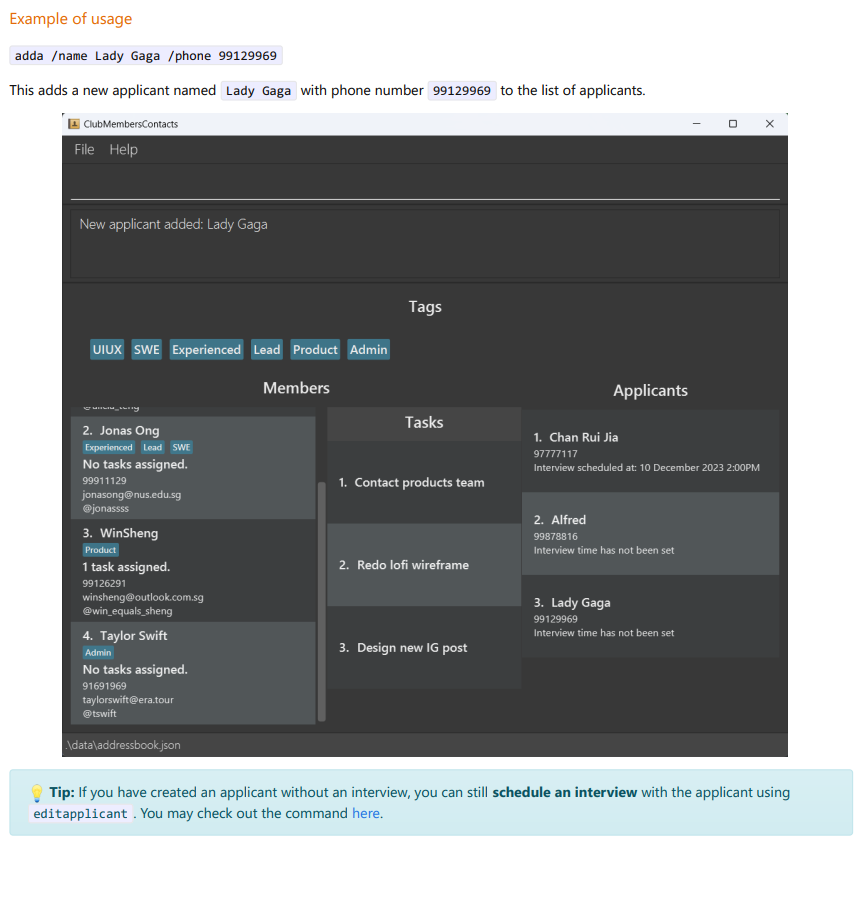 Example of usage
adda /name Lady Gaga /phone 99129969
This adds a new applicant named Lady Gaga with phone number 99129969 to the list of applicants.
ClubMembersContacts
File Help
New applicant added: Lady Gaga
Tags
UIUX SWE Experienced Lead Product Admin
Members
2. Jonas Ong
Experienced Lead SWE
No tasks assigned.
99911129
jonasong@nus.edu.sg
@jonassss
3. WinSheng
Product
1 task assigned.
99126291
winsheng@outlook.com.sg
@win_equals_sheng
4. Taylor Swift
Admin
No tasks assigned.
91691969
taylorswift@era.tour
@tswift
Tasks
1. Contact products team
2. Redo lofi wireframe
3. Design new IG post
Applicants
1. Chan Rui Jia
97777117
Interview scheduled at: 10 December 2023 2:00PM
2. Alfred
99878816
Interview time has not been set
3. Lady Gaga
99129969
Interview time has not been set
.\data\addressbook.json
Tip: If you have created an applicant without an interview, you can still schedule an interview with the applicant using
editapplicant . You may check out the command here.